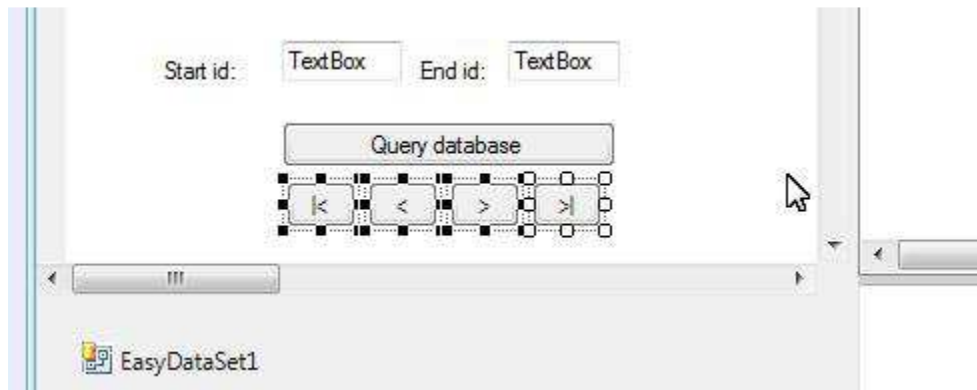 Start id: TextBox End id: TextBox
Query database
|< < > >|
EasyDataSet1